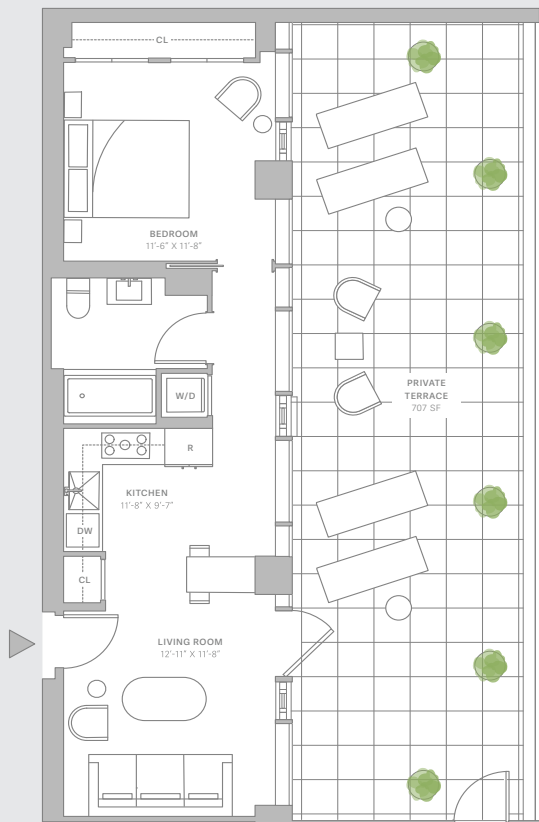 CL
BEDROOM
11'-6" X 11'-8"
W/D
R
KITCHEN
11'-8" X 9'-7"
DW
CL
LIVING ROOM
12'-11" X 11'-8"
PRIVATE
TERRACE
707 SF